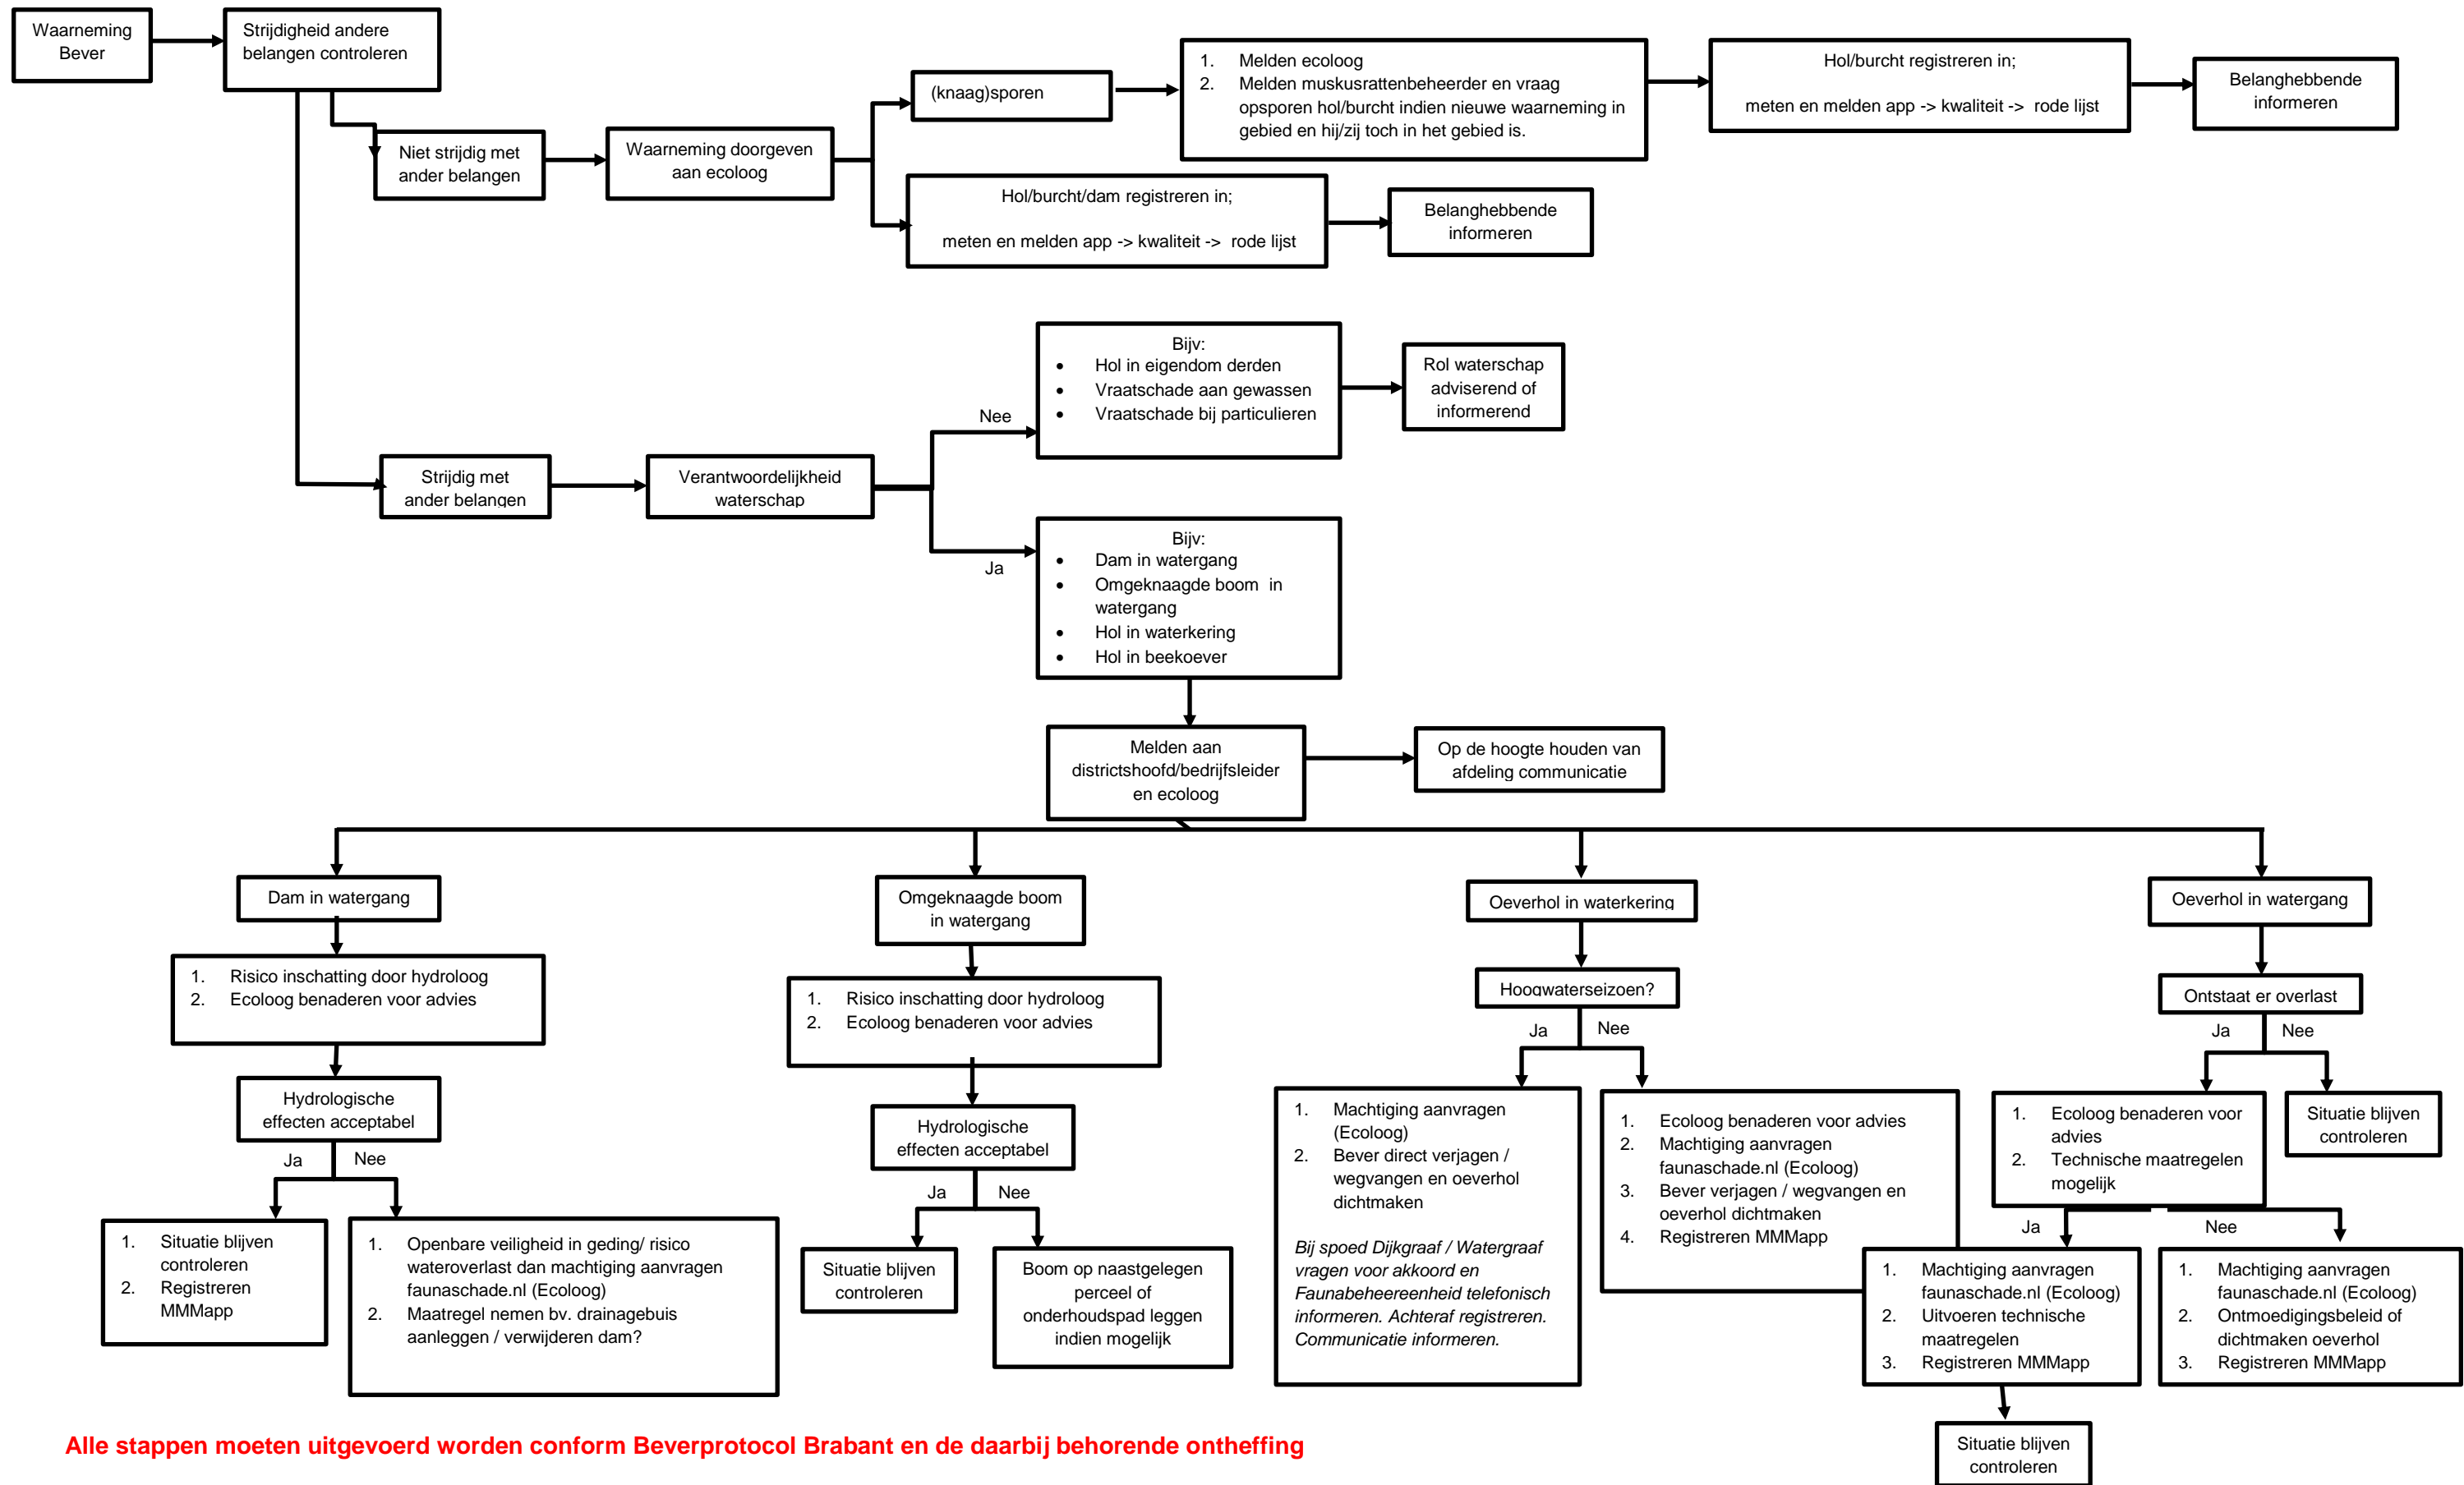 Waarneming
Bever
Strijdigheid andere
belangen controleren
Niet strijdig met
ander belangen
Waarneming doorgeven
aan ecoloog
(knaag)sporen
1. Melden ecoloog
2. Melden muskusrattenbeheerder en vraag
opsporen hol/burcht indien nieuwe waarneming in
gebied en hij/zij toch in het gebied is.
Hol/burcht registreren in;
meten en melden app -> kwaliteit -> rode lijst
Belanghebbende
informeren
Hol/burcht/dam registreren in;
meten en melden app -> kwaliteit -> rode lijst
Belanghebbende
informeren
Strijdig met
ander belangen
Verantwoordelijkheid
waterschap
Nee
Bijv:
• Hol in eigendom derden
• Vraatschade aan gewassen
• Vraatschade bij particulieren
Rol waterschap
adviserend of
informerend
Ja
Bijv:
• Dam in watergang
• Omgeknaagde boom in
watergang
• Hol in waterkering
• Hol in beekoever
Melden aan
districtshoofd/bedrijfsleider
en ecoloog
Op de hoogte houden van
afdeling communicatie
Dam in watergang
1. Risico inschatting door hydroloog
2. Ecoloog benaderen voor advies
Hydrologische
effecten acceptabel
Ja
Nee
1. Situatie blijven
controleren
2. Registreren
MMMapp
1. Openbare veiligheid in geding/ risico
wateroverlast dan machtiging aanvragen
faunaschade.nl (Ecoloog)
2. Maatregel nemen bv. drainagebuis
aanleggen / verwijderen dam?
Omgeknaagde boom
in watergang
1. Risico inschatting door hydroloog
2. Ecoloog benaderen voor advies
Hydrologische
effecten acceptabel
Ja
Nee
Situatie blijven
controleren
Boom op naastgelegen
perceel of
onderhoudspad leggen
indien mogelijk
Oeverhol in waterkering
Hoogwaterseizoen?
Ja
Nee
1. Machtiging aanvragen
(Ecoloog)
2. Bever direct verjagen /
wegvangen en oeverhol
dichtmaken
Bij spoed Dijkgraaf / Watergraaf
vragen voor akkoord en
Faunabeheereenheid telefonisch
informeren. Achteraf registreren.
Communicatie informeren.
1. Ecoloog benaderen voor advies
2. Machtiging aanvragen
faunaschade.nl (Ecoloog)
3. Bever verjagen / wegvangen en
oeverhol dichtmaken
4. Registreren MMMapp
Oeverhol in watergang
Ontstaat er overlast
Ja
Nee
1. Ecoloog benaderen voor
advies
2. Technische maatregelen
mogelijk
Situatie blijven
controleren
Ja
Nee
1. Machtiging aanvragen
faunaschade.nl (Ecoloog)
2. Uitvoeren technische
maatregelen
3. Registreren MMMapp
1. Machtiging aanvragen
faunaschade.nl (Ecoloog)
2. Ontmoedigingsbeleid of
dichtmaken oeverhol
3. Registreren MMMapp
Situatie blijven
controleren
Alle stappen moeten uitgevoerd worden conform Beverprotocol Brabant en de daarbij behorende ontheffing